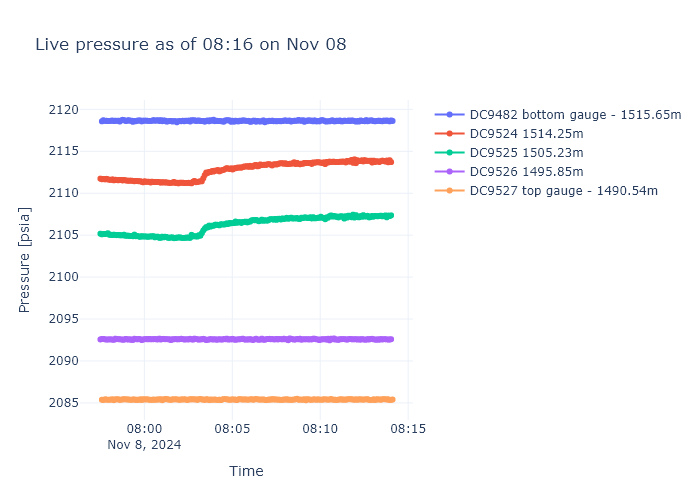 Live pressure as of 08:16 on Nov 08
2120
2115
2110
2105
2100
2095
2090
2085
Pressure [psia]
08:00
08:05
08:10
08:15
Nov 8, 2024
Time
DC9482 bottom gauge - 1515.65m
DC9524 1514.25m
DC9525 1505.23m
DC9526 1495.85m
DC9527 top gauge - 1490.54m